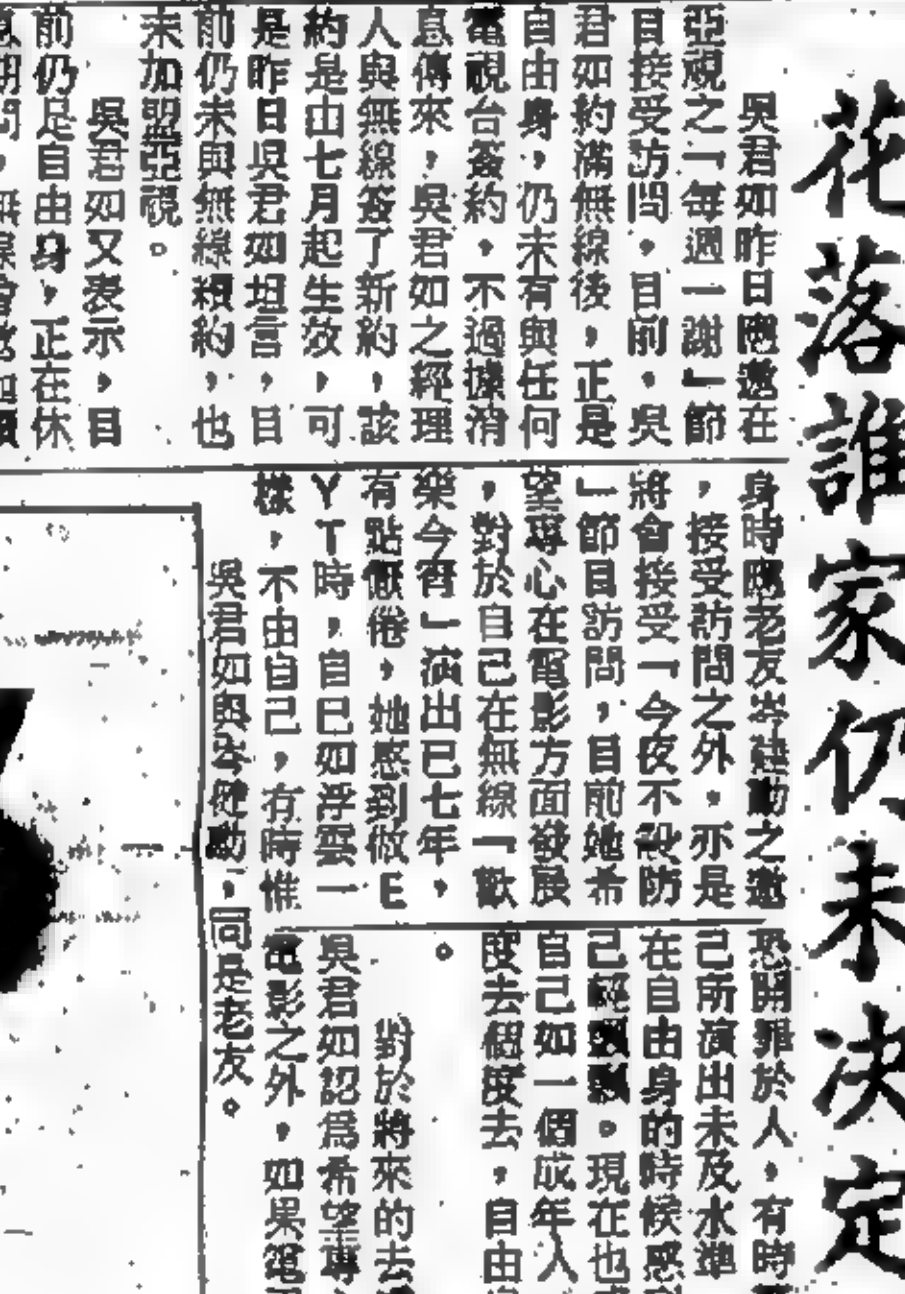 花落誰家仍未決定
吳君如昨日應邀在
亞視之「每週一謝」節
目接受訪問。目前。吳
君如約滿無線後,正是
自由身,仍未有與任何
電視台簽約。不過據消
息傳來,吳君如之經理
人與無線簽了新約,該
約是由七月起生效,可
是昨日吳君如坦言,目
前仍未與無線續約,也
未加盟亞視。
吳君如又表示,目
前仍是自由身,正在休
身時應老友岑建勳之邀
,接受訪問之外。亦是
將會接受「今夜不設防
」節目訪問,目前她希
望專心在電影方面發展
,對於自己在無線「歡
樂今宵」演出已七年,
有點厭倦,她感到做E
YT時,自己如浮雲一
樣,不由自己,有時惟
恐開罪於人,有時
己所演出未及水準
在自由身的時候感
。現在也
自己如一個成年人
度去個度去,自由
。
對於將來的去
吳君如認為希望專
電影之外,如果電
吳君如與岑建勳,同是老友。